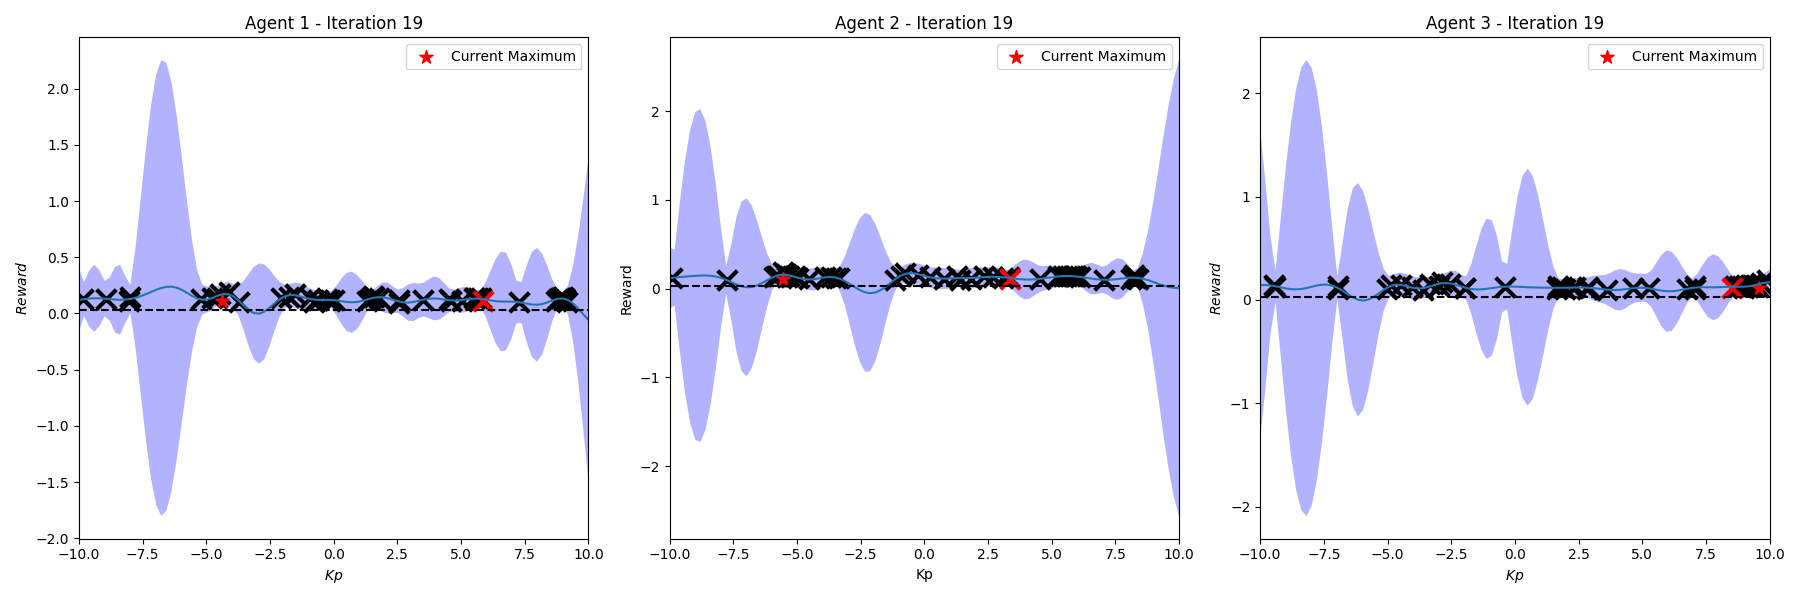 Agent 1 - Iteration 19
Current Maximum
2.0
1.5
1.0
0.5
0.0
−0.5
−1.0
−1.5
−2.0
Reward
−10.0 −7.5 −5.0 −2.5 0.0 2.5 5.0 7.5 10.0
Kp
Agent 2 - Iteration 19
Current Maximum
2
1
0
−1
−2
Reward
−10.0 −7.5 −5.0 −2.5 0.0 2.5 5.0 7.5 10.0
Kp
Agent 3 - Iteration 19
Current Maximum
2
1
0
−1
−2
Reward
−10.0 −7.5 −5.0 −2.5 0.0 2.5 5.0 7.5 10.0
Kp